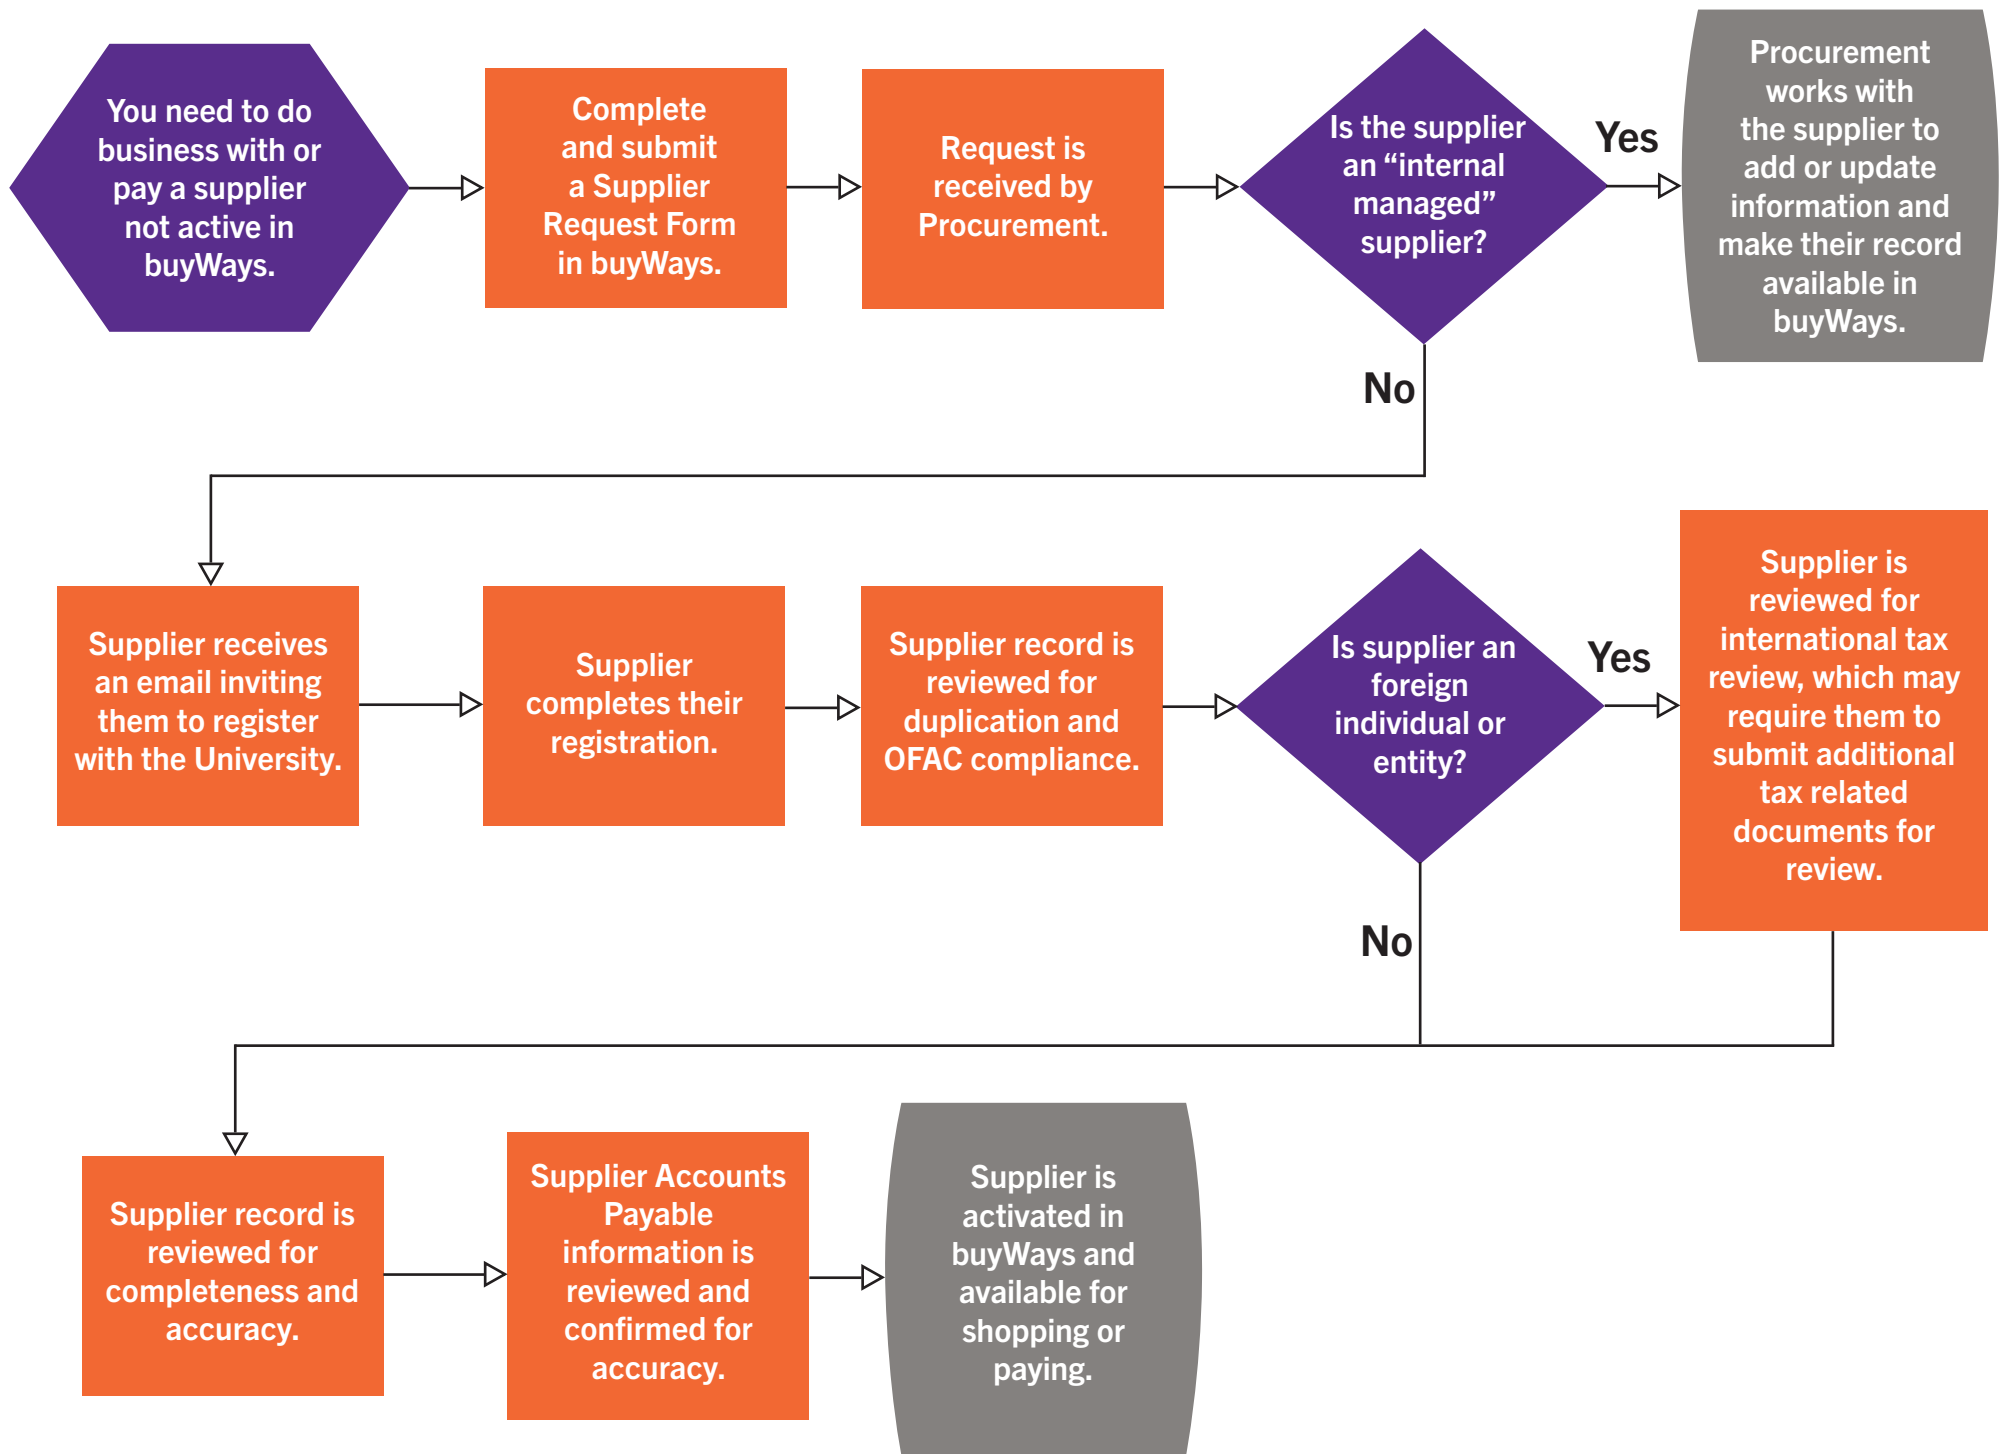 You need to do
business with or
pay a supplier
not active in
buyWays.
Complete
and submit
a Supplier
Request Form
in buyWays.
Request is
received by
Procurement.
Is the supplier
an “internal
managed”
supplier?
Yes
Procurement
works with
the supplier to
add or update
information and
make their record
available in
buyWays.
No
Supplier receives
an email inviting
them to register
with the University.
Supplier
completes their
registration.
Supplier record is
reviewed for
duplication and
OFAC compliance.
Is supplier an
foreign
individual or
entity?
Yes
Supplier is
reviewed for
international tax
review, which may
require them to
submit additional
tax related
documents for
review.
No
Supplier record is
reviewed for
completeness and
accuracy.
Supplier Accounts
Payable
information is
reviewed and
confirmed for
accuracy.
Supplier is
activated in
buyWays and
available for
shopping or
paying.